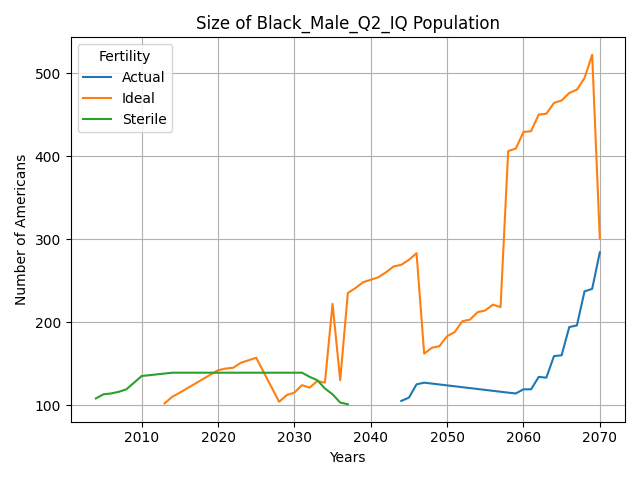 Size of Black_Male_Q2_IQ Population
Fertility
Actual
Ideal
Sterile
Number of Americans
500
400
300
200
100
2010
2020
2030
2040
2050
2060
2070
Years